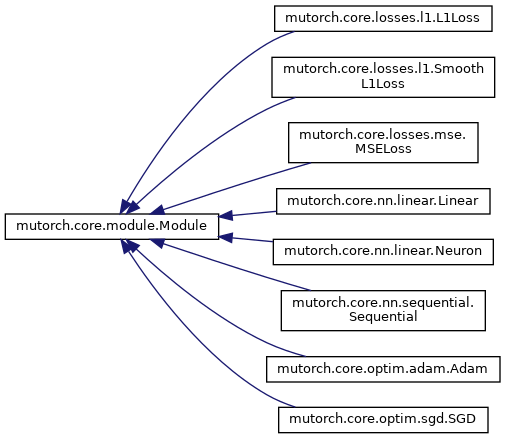 mutorch.core.losses.l1.L1Loss
mutorch.core.losses.l1.Smooth
L1Loss
mutorch.core.losses.mse.
MSELoss
mutorch.core.nn.linear.Linear
mutorch.core.module.Module
mutorch.core.nn.linear.Neuron
mutorch.core.nn.sequential.
Sequential
mutorch.core.optim.adam.Adam
mutorch.core.optim.sgd.SGD